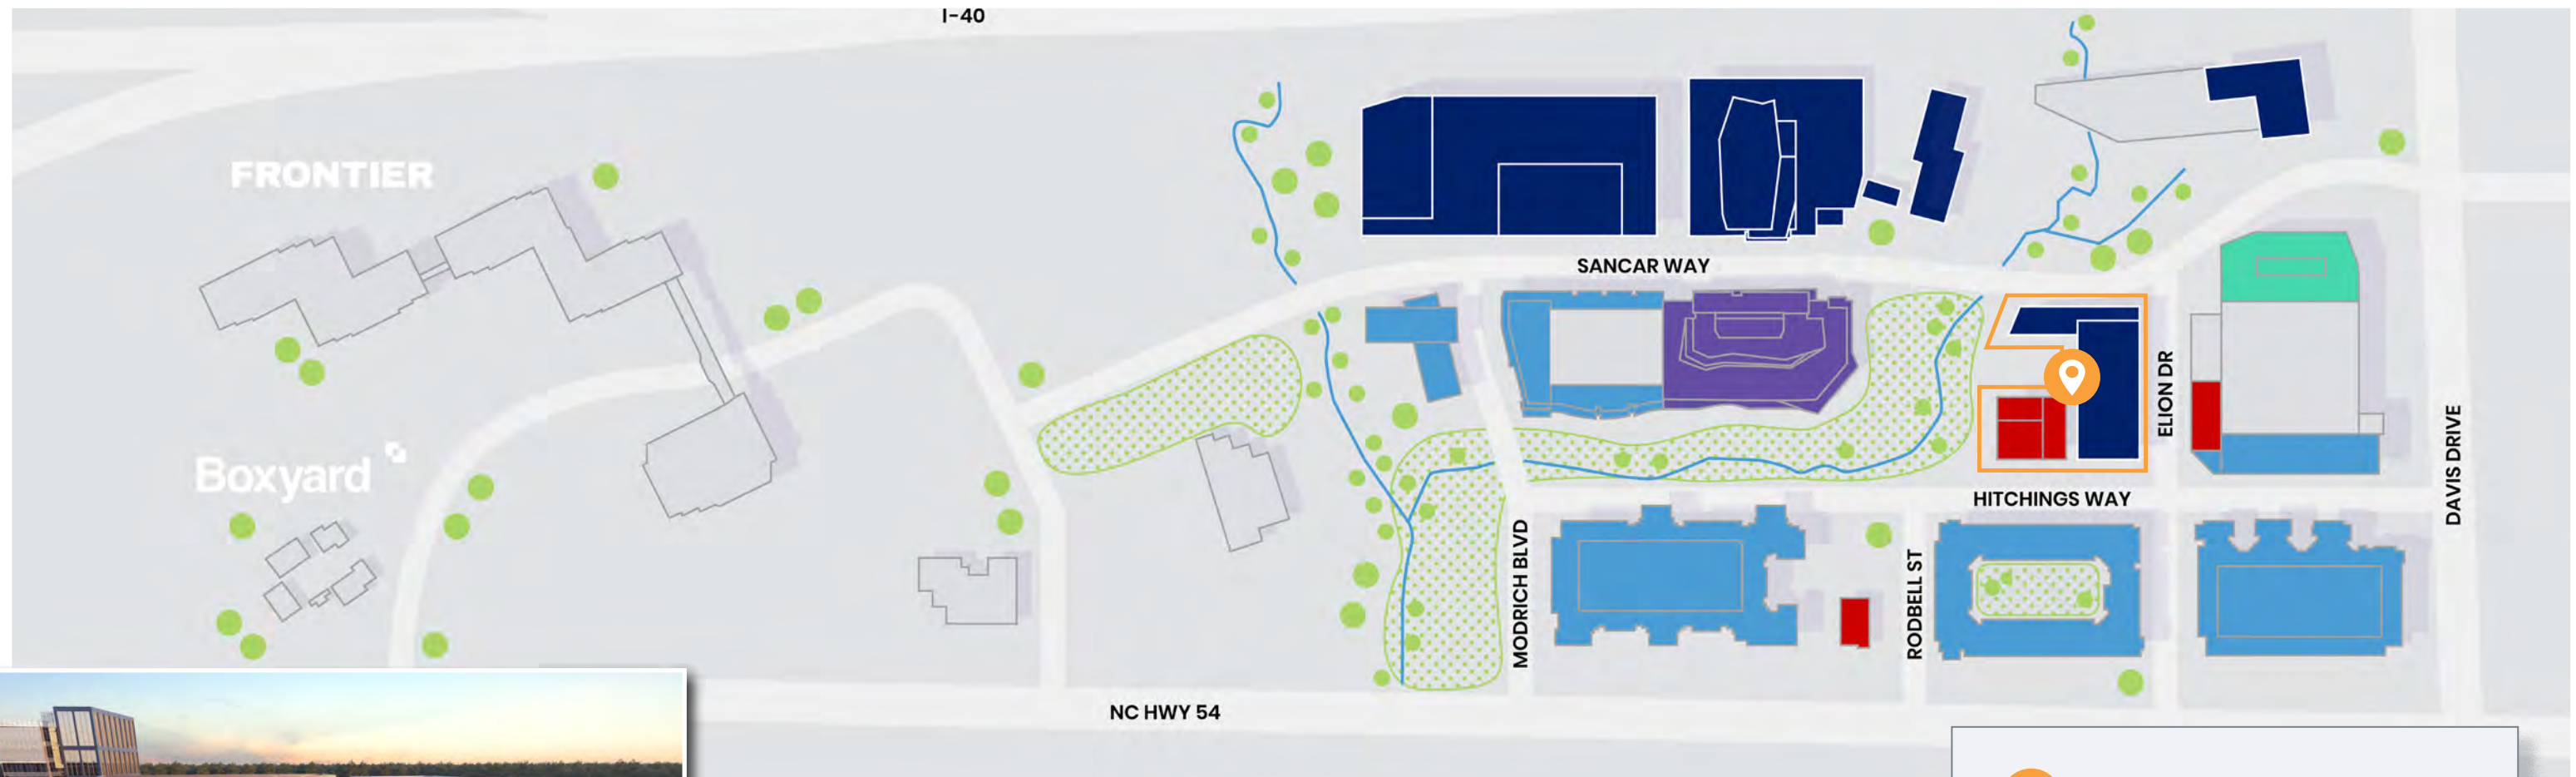 I-40
FRONTIER
SANCAR WAY
ELION DR
Boxyard
DAVIS DRIVE
HITCHINGS WAY
MODRICH BLVD
RODBELL ST
NC HWY 54